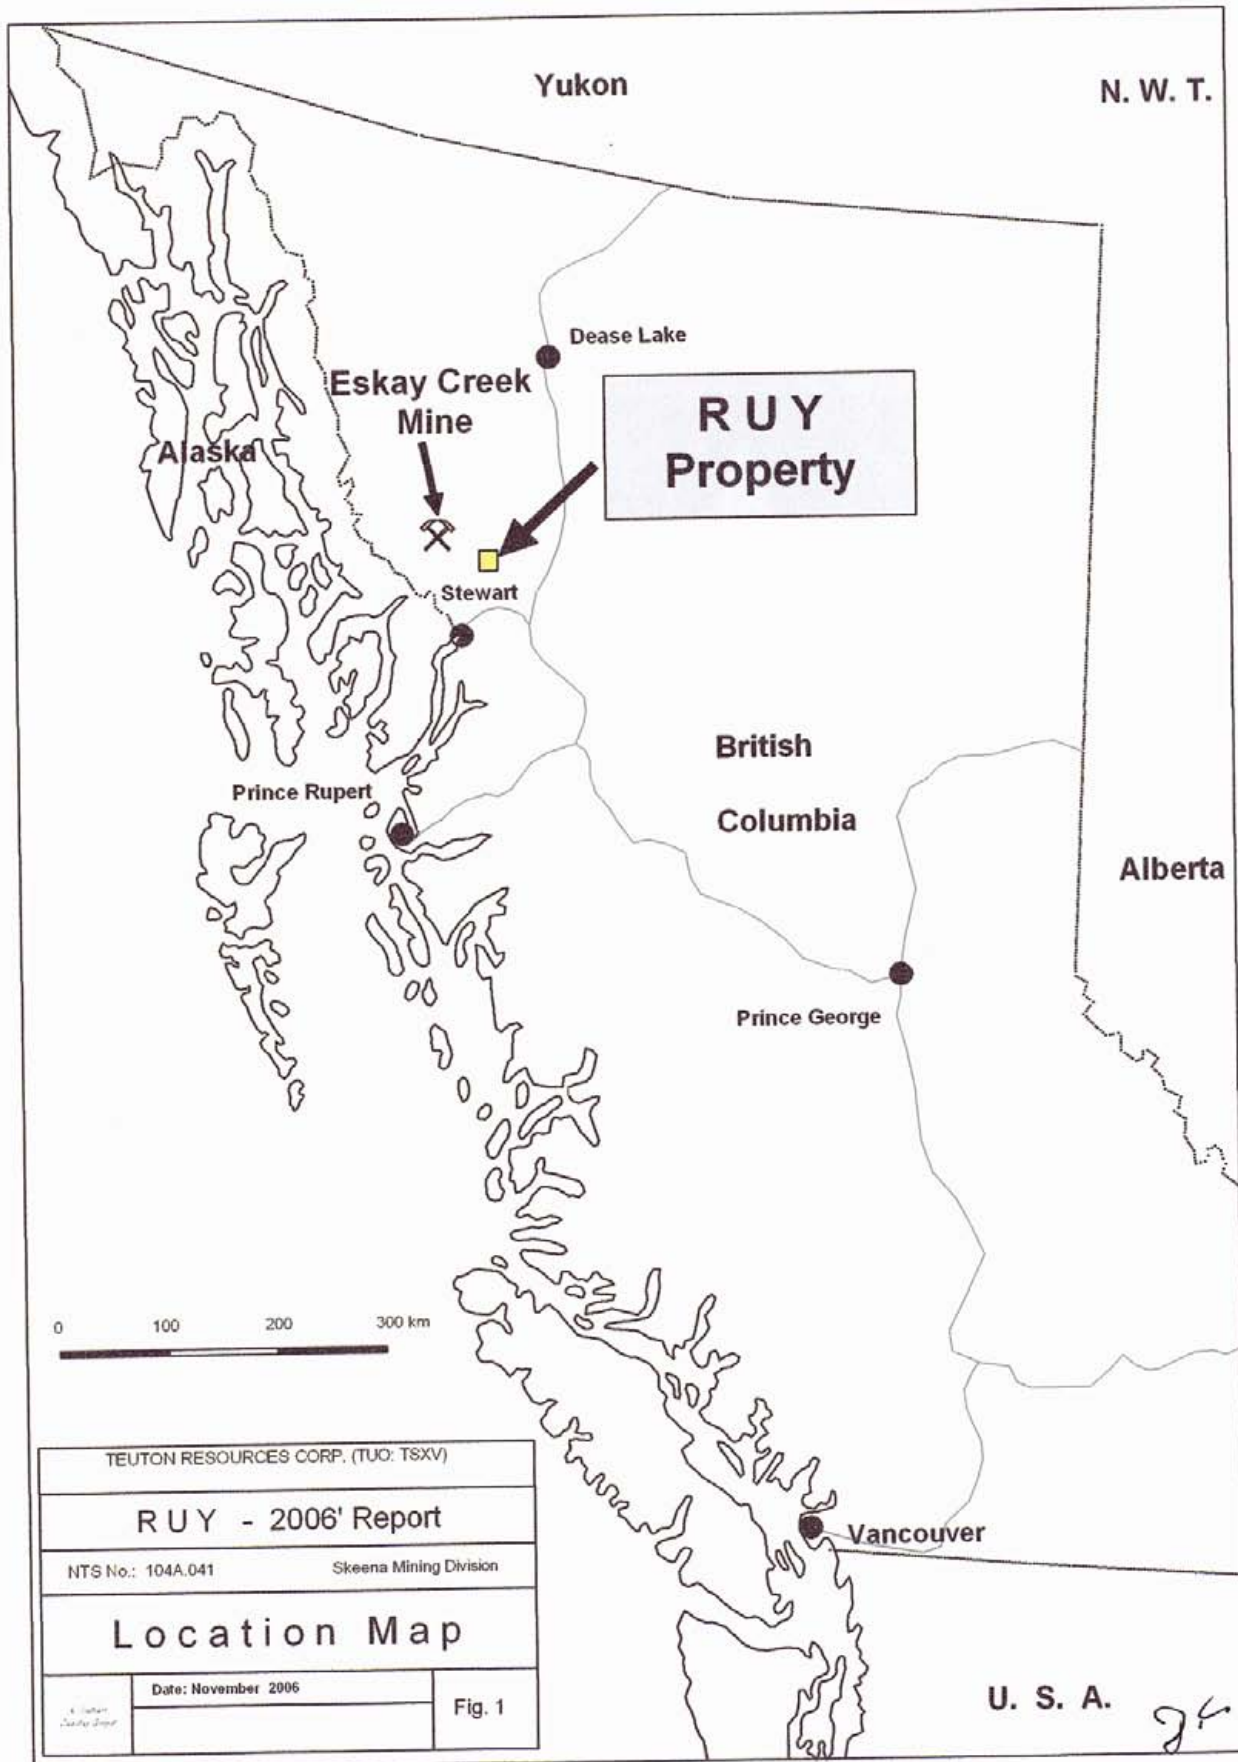 Yukon
N. W. T.
Dease Lake
Eskay Creek
Mine
R U Y
Property
Alaska
Stewart
British
Columbia
Prince Rupert
Alberta
Prince George
0 100 200 300 km
Vancouver
TEUTON RESOURCES CORP. (TUO: TSXV)
R U Y - 2006' Report
NTS No.: 104A.041 Skeena Mining Division
Location Map
Date: November 2006
Fig. 1
U. S. A.